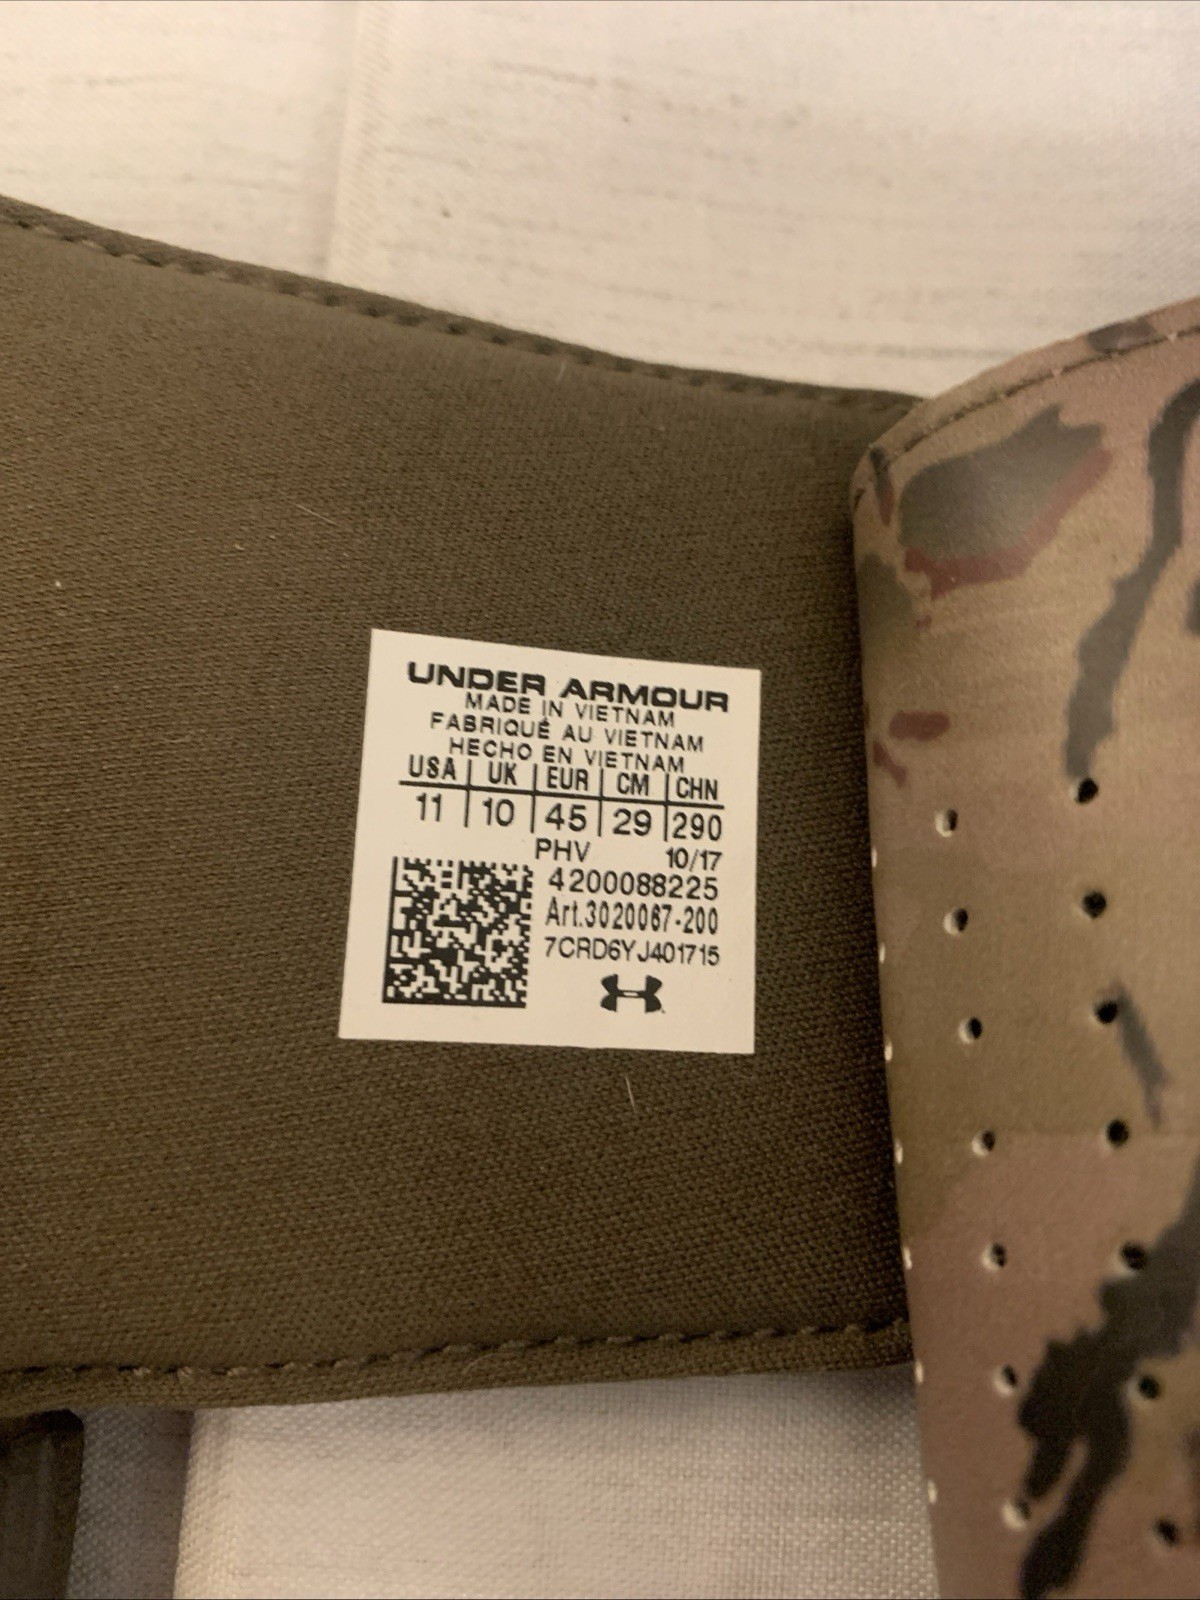 UNDER ARMOUR
MADE IN VIETNAM
FABRIQUÉ AU VIETNAM
HECHO EN VIETNAM
USA | UK | EUR | CM | CHN
11 | 10 | 45 | 29 | 290
PHV 10/17
4200088225
Art.3020067-200
7CRD6YJ401715